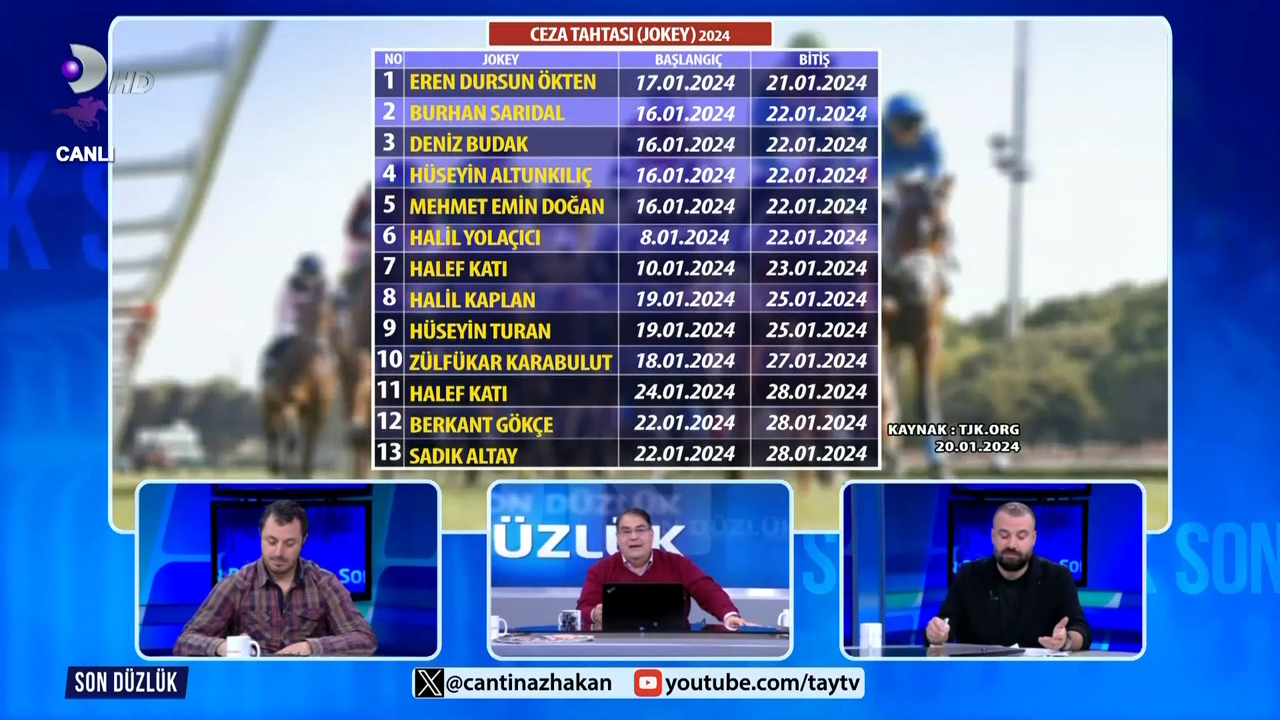 CEZA TAHTASI (JOKEY) 2024
NO JOKEY BAŞLANGIÇ BİTİŞ
1 EREN DURSUN ÖKTEN 17.01.2024 21.01.2024
2 BURHAN SARIDAL 16.01.2024 22.01.2024
3 DENİZ BUDAK 16.01.2024 22.01.2024
4 HÜSEYİN ALTUNKILIÇ 16.01.2024 22.01.2024
5 MEHMET EMİN DOĞAN 16.01.2024 22.01.2024
6 HALİL YOLAÇICI 8.01.2024 22.01.2024
7 HALEF KATI 10.01.2024 23.01.2024
8 HALİL KAPLAN 19.01.2024 25.01.2024
9 HÜSEYİN TURAN 19.01.2024 25.01.2024
10 ZÜLFÜKAR KARABULUT 18.01.2024 27.01.2024
11 HALEF KATI 24.01.2024 28.01.2024
12 BERKANT GÖKÇE 22.01.2024 28.01.2024
13 SADIK ALTAY 22.01.2024 28.01.2024
D HD
CANLI
KAYNAK : TJK.ORG
20.01.2024
SON DÜZLÜK
ÜZLÜK
DÜZLÜK
So
SON
SON DÜZLÜK
@cantinazhakan
youtube.com/taytv